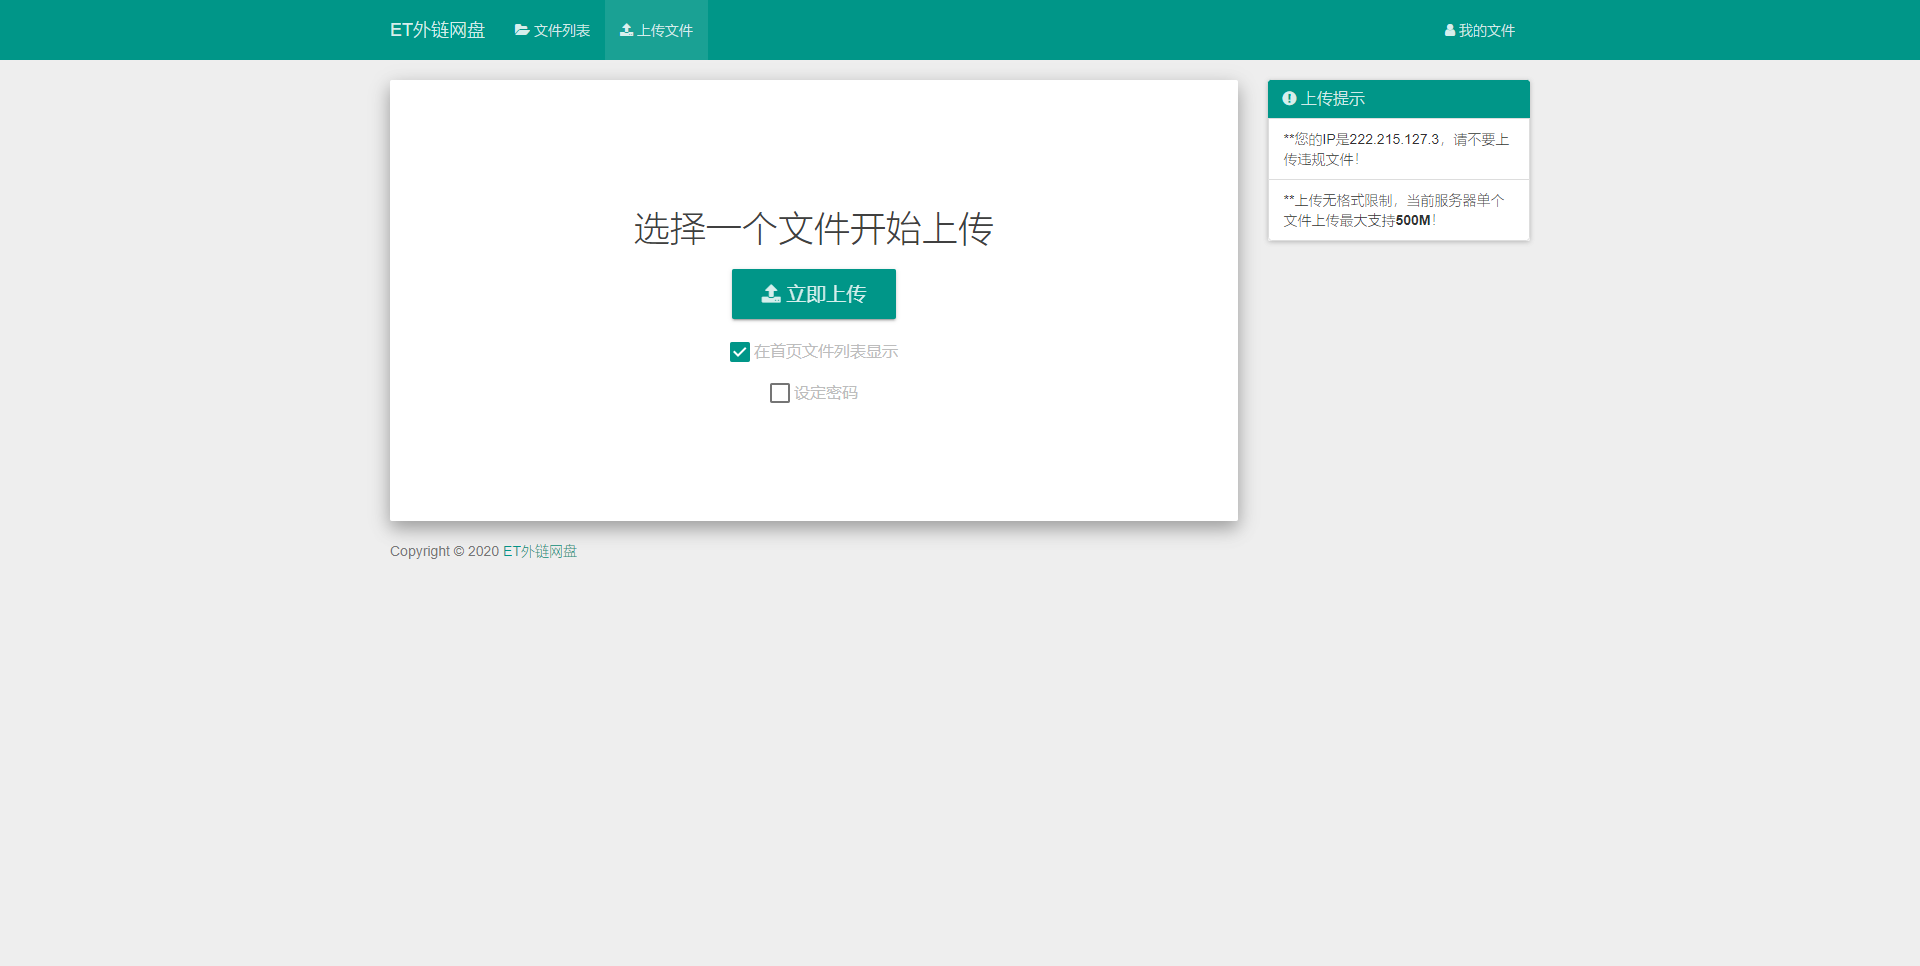 ET外链网盘
文件列表
上传文件
我的文件
选择一个文件开始上传
立即上传
在首页文件列表显示
设定密码
上传提示
**您的IP是222.215.127.3，请不要上
传违规文件！
**上传无格式限制，当前服务器单个
文件上传最大支持500M！
Copyright © 2020 ET外链网盘